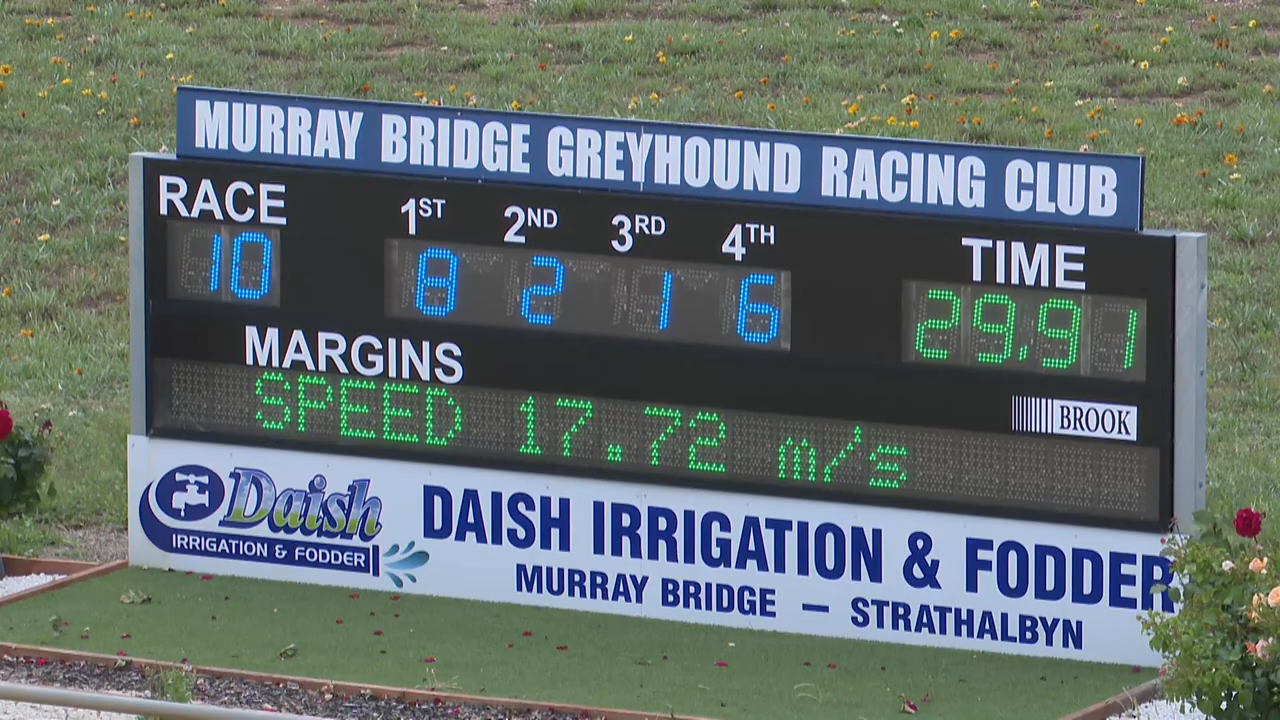 MURRAY BRIDGE GREYHOUND RACING CLUB
RACE 1ST 2ND 3RD 4TH TIME
10 8 2 1 6 29.91
MARGINS
BROOK
SPEED 17.72 m/s
Daish
IRRIGATION & FODDER
DAISH IRRIGATION & FODDER
MURRAY BRIDGE – STRATHALBYN